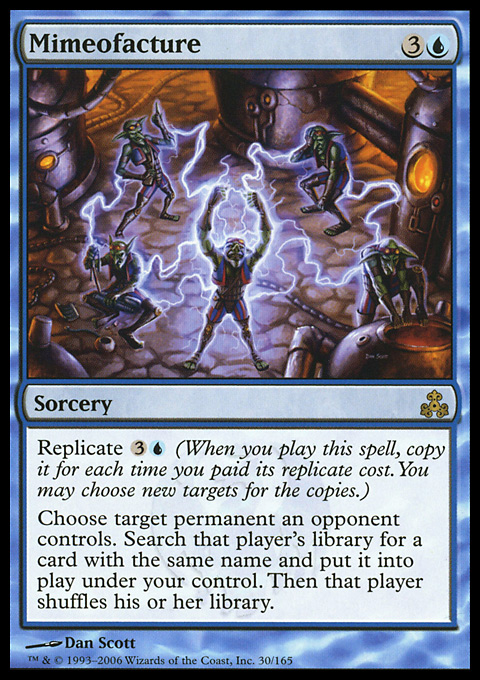 Mimeofacture 3
Dan Scott
Sorcery
Replicate 3 (When you play this spell, copy
it for each time you paid its replicate cost. You
may choose new targets for the copies.)
Choose target permanent an opponent
controls. Search that player's library for a
card with the same name and put it into
play under your control. Then that player
shuffles his or her library.
Dan Scott
™ & © 1993–2006 Wizards of the Coast, Inc. 30/165